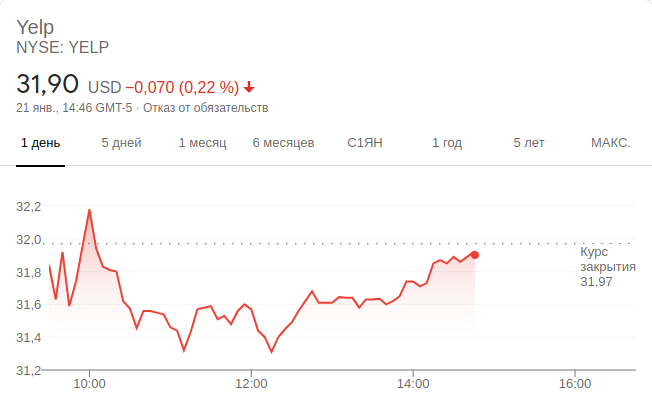 Yelp
NYSE: YELP
31,90 USD −0,070 (0,22 %)
21 янв., 14:46 GMT-5 · Отказ от обязательств
1 день 5 дней 1 месяц 6 месяцев С1ЯН 1 год 5 лет МАКС.
32,2
32,0
Курс
закрытия
31,97
31,8
31,6
31,4
31,2
10:00 12:00 14:00 16:00